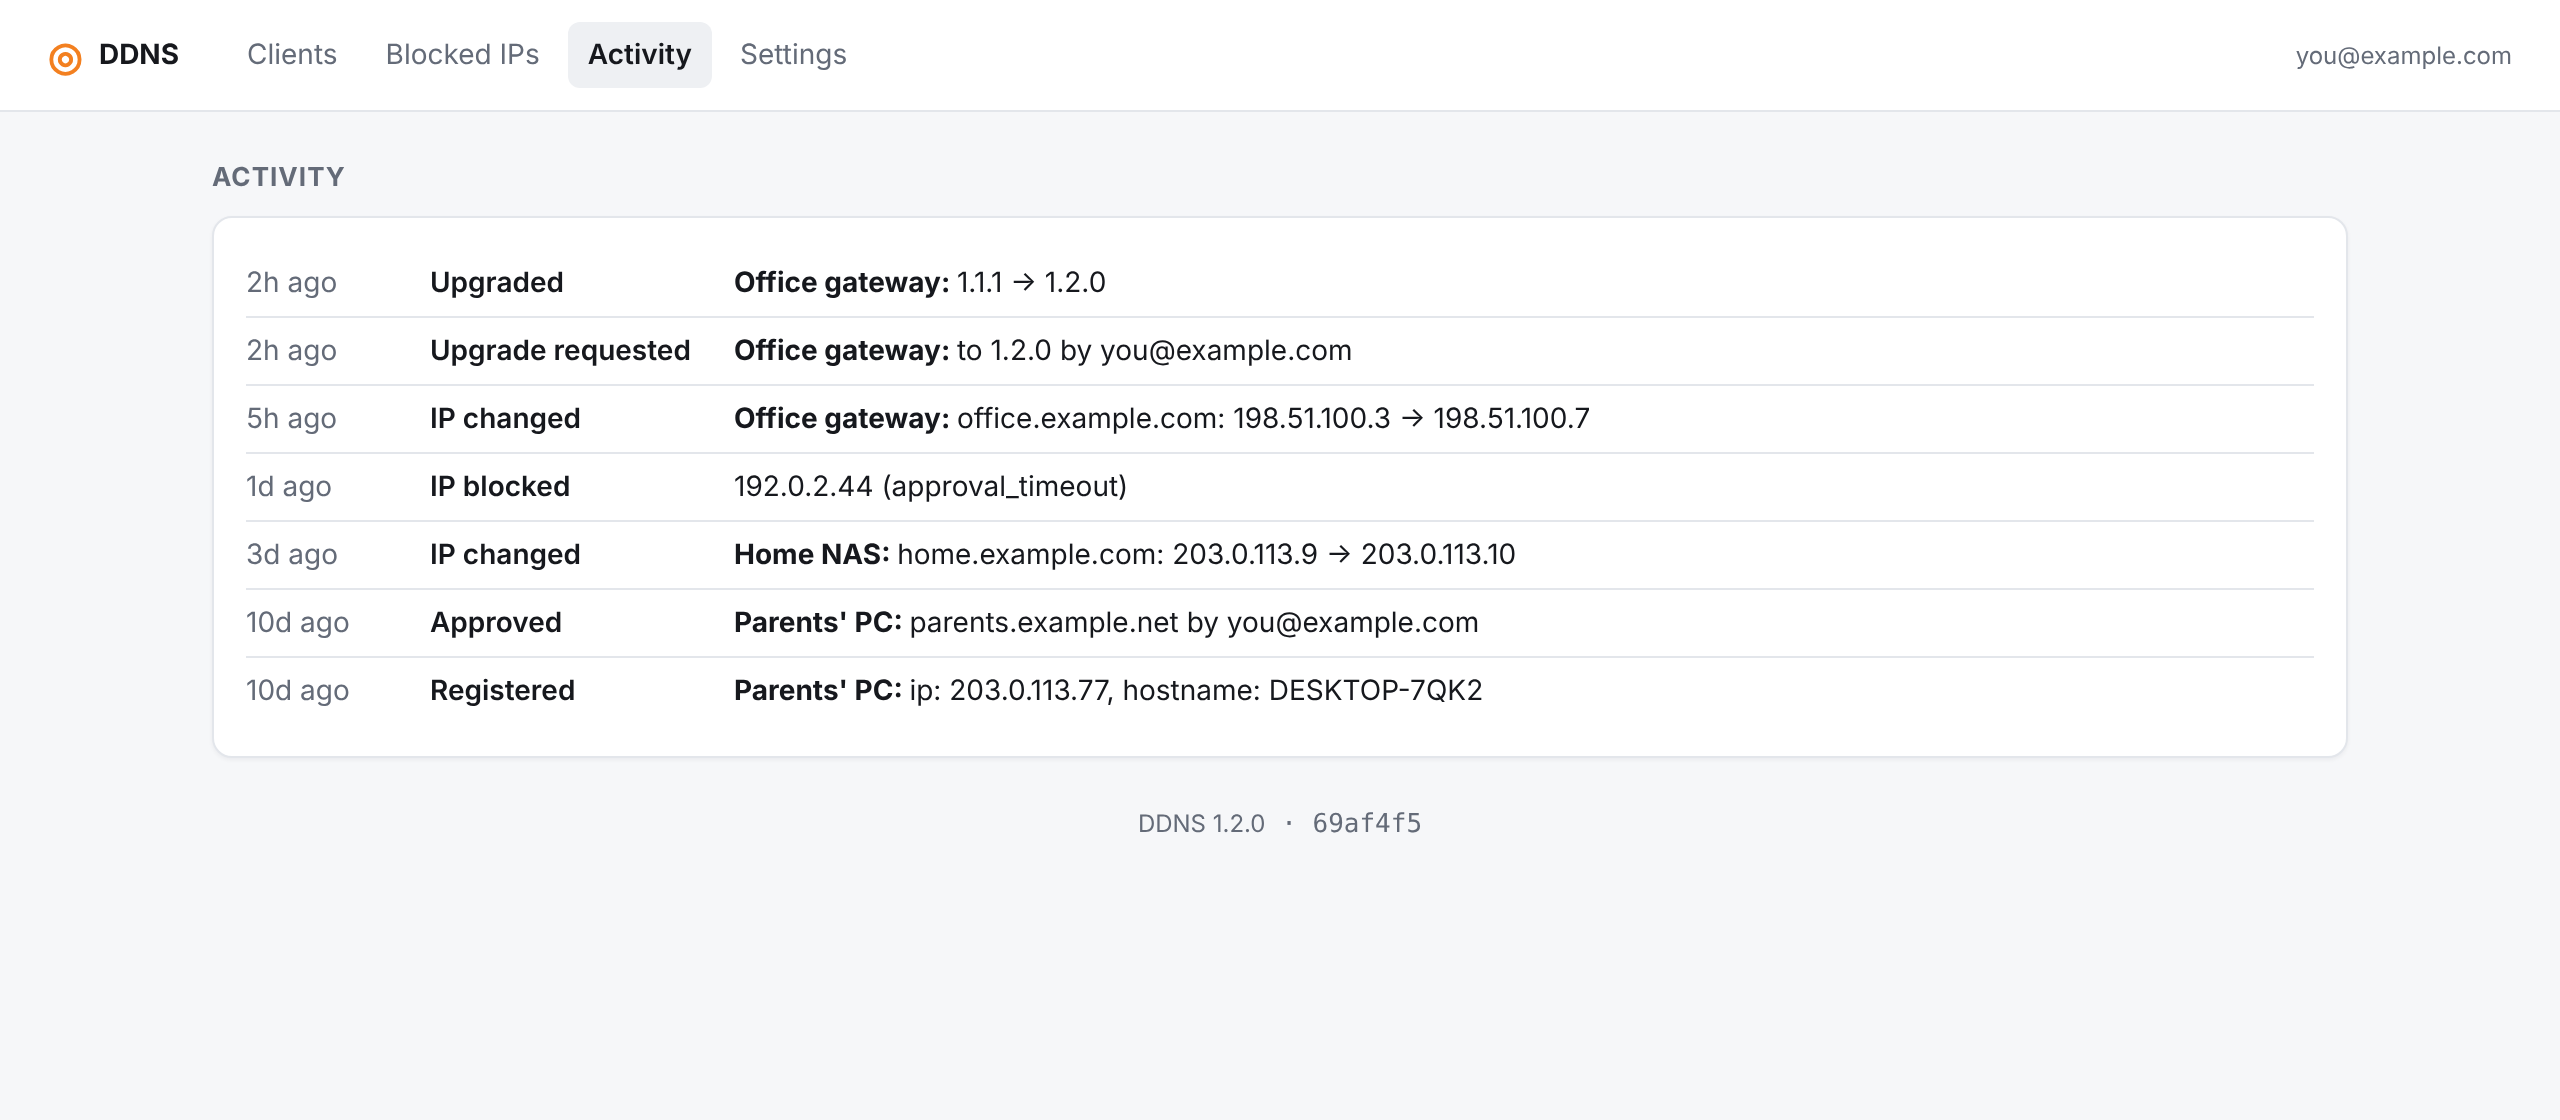 DDNS Clients Blocked IPs Activity Settings you@example.com
ACTIVITY
2h ago Upgraded Office gateway: 1.1.1 → 1.2.0
2h ago Upgrade requested Office gateway: to 1.2.0 by you@example.com
5h ago IP changed Office gateway: office.example.com: 198.51.100.3 → 198.51.100.7
1d ago IP blocked 192.0.2.44 (approval_timeout)
3d ago IP changed Home NAS: home.example.com: 203.0.113.9 → 203.0.113.10
10d ago Approved Parents' PC: parents.example.net by you@example.com
10d ago Registered Parents' PC: ip: 203.0.113.77, hostname: DESKTOP-7QK2
DDNS 1.2.0 · 69af4f5